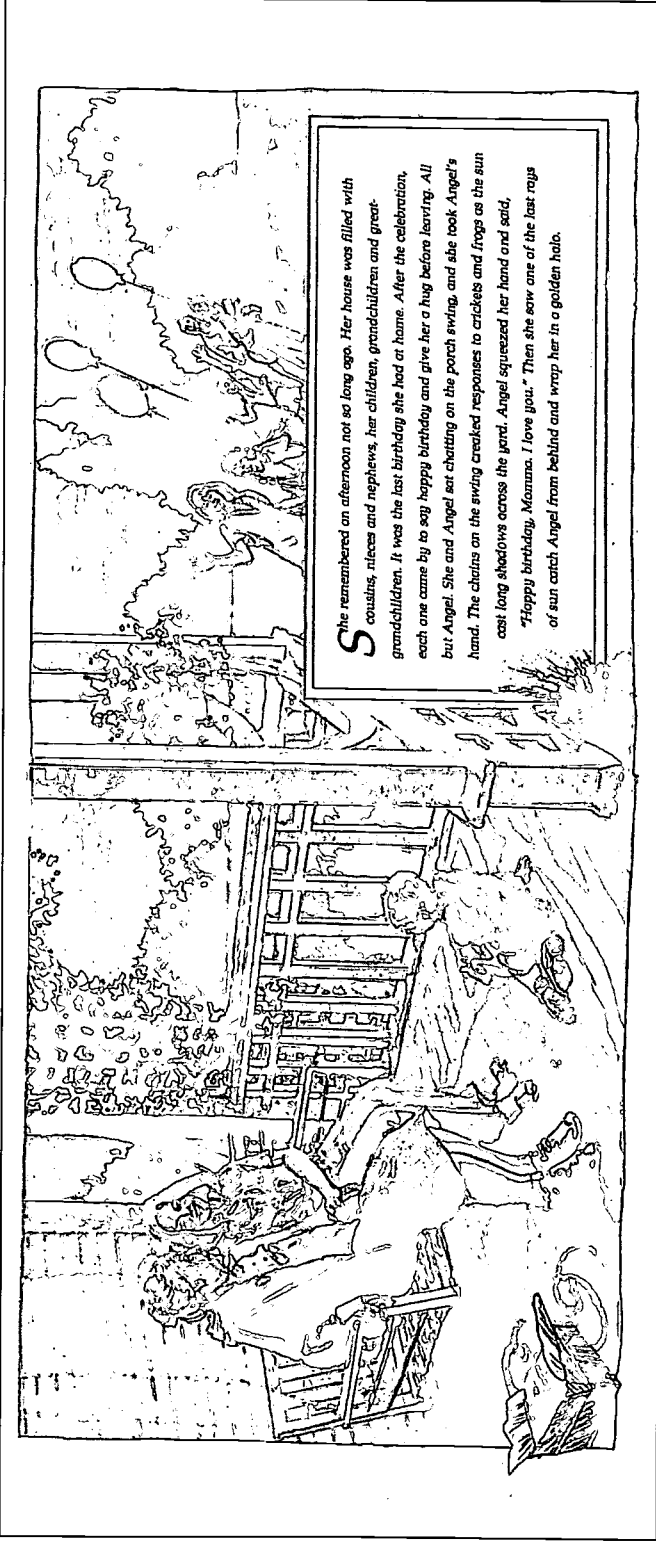 She remembered an afternoon not so long ago. Her house was filled with
cousins, nieces and nephews, her children, grandchildren and great-
grandchildren. It was the last birthday she had at home. After the celebration,
each one came by to say happy birthday and give her a hug before leaving. All
but Angel. She and Angel sat chatting on the porch swing, and she took Angel's
hand. The chains on the swing creaked responses to crickets and frogs as the sun
cast long shadows across the yard. Angel squeezed her hand and said,
"Happy birthday, Momma. I love you." Then she saw one of the last rays
of sun catch Angel from behind and wrap her in a golden halo.